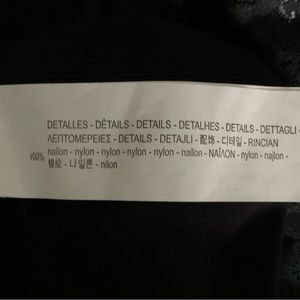 DETALLES - DÉTAILS - DETAILS - DETALHES - DETAILS - DETTAGLI -
ΛΕΠΤΟΜΕΡΕΙΕΣ - DETAILS - DETAJLI - 配饰 - 디테일 - RINCIAN
100% nailon - nylon - nylon - nylon - nylon - nailon - ΝΑΪΛΟΝ - nylon - najlon -
锦纶 - 나일론 - nilon